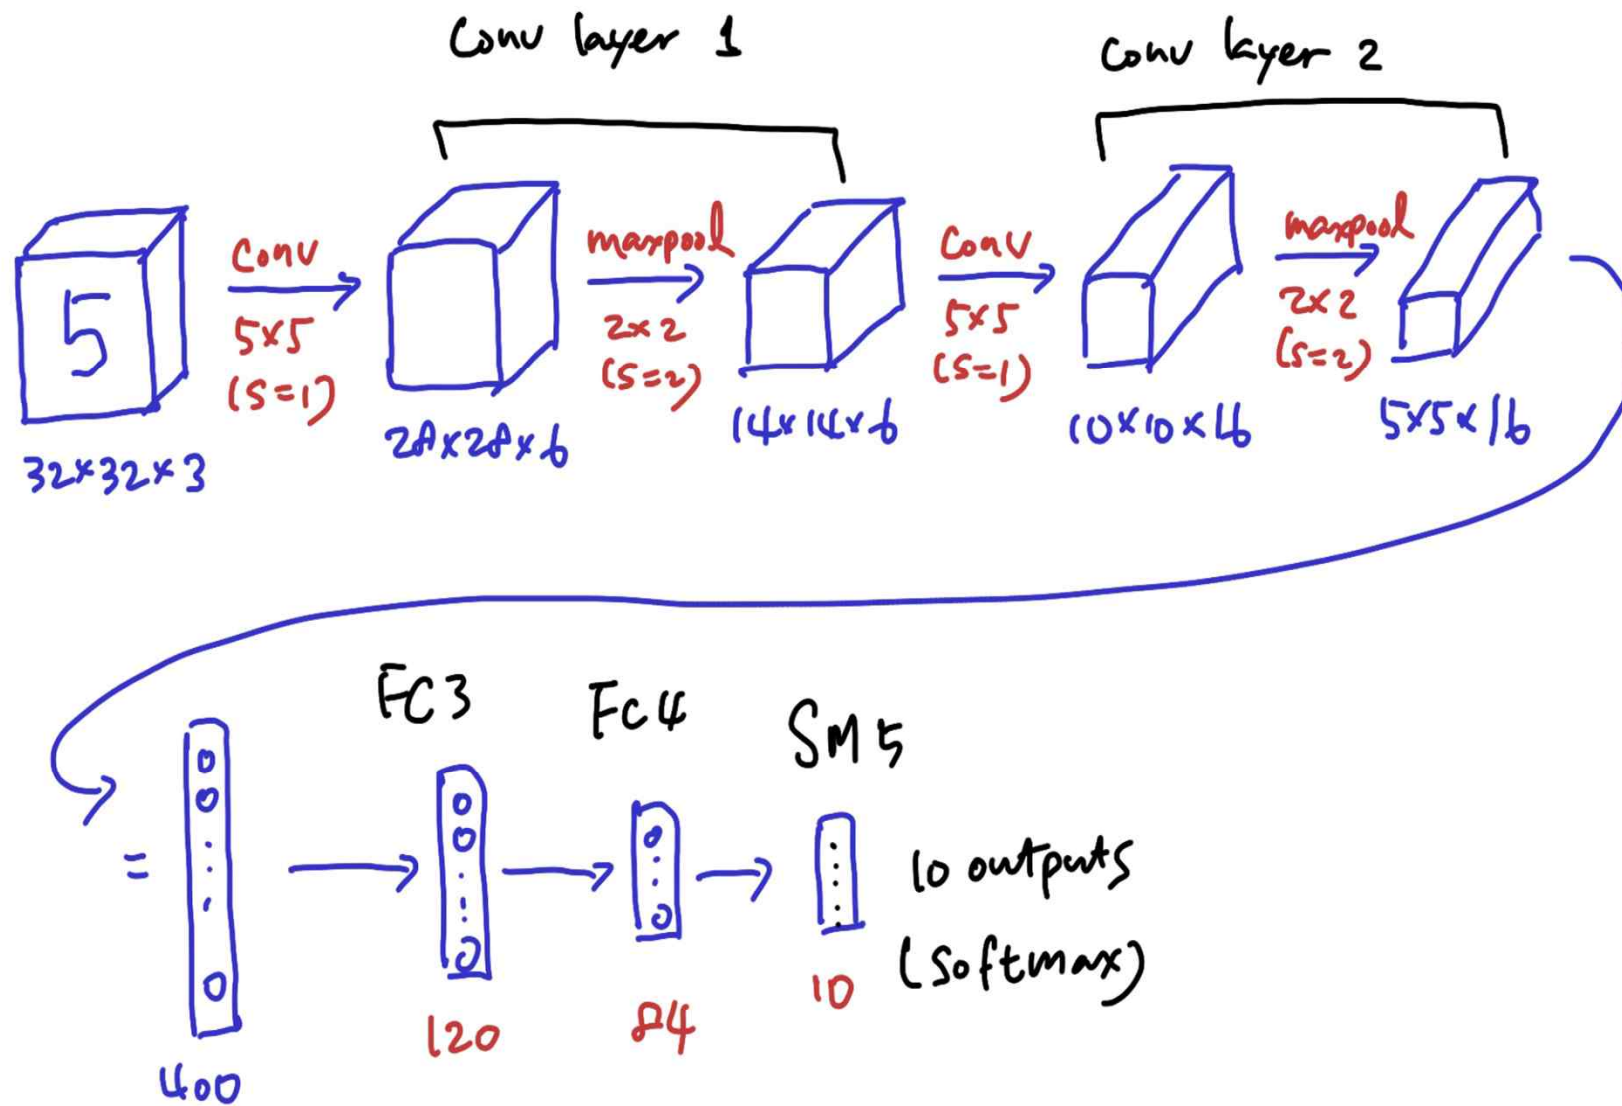 Conv layer 1
Conv layer 2
5
32×32×3
Conv
5×5
(S=1)
28×28×6
maxpool
2×2
(S=2)
14×14×6
Conv
5×5
(S=1)
10×10×16
maxpool
2×2
(S=2)
5×5×16
=
400
FC3
120
FC4
84
SM5
10
10 outputs
(softmax)